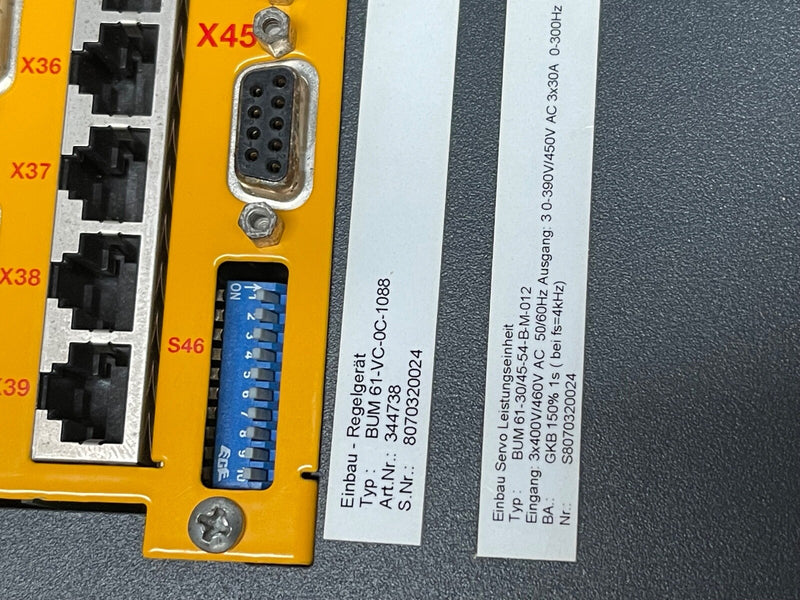 X45
X36
X37
X38
X39
S46
ON
1
2
3
4
5
6
7
8
9
10
ECE
Einbau - Regelgerät
Typ : BUM 61-VC-0C-1088
Art.Nr.: 344738
S.Nr.: 8070320024
Einbau Servo Leistungseinheit
Typ : BUM 61-30/45-54-B-M-012
Eingang: 3x400V/460V AC 50/60Hz Ausgang: 3 0-390V/450V AC 3x30A 0-300Hz
BA.: GKB 150% 1s ( bei fs=4kHz)
Nr.: S8070320024